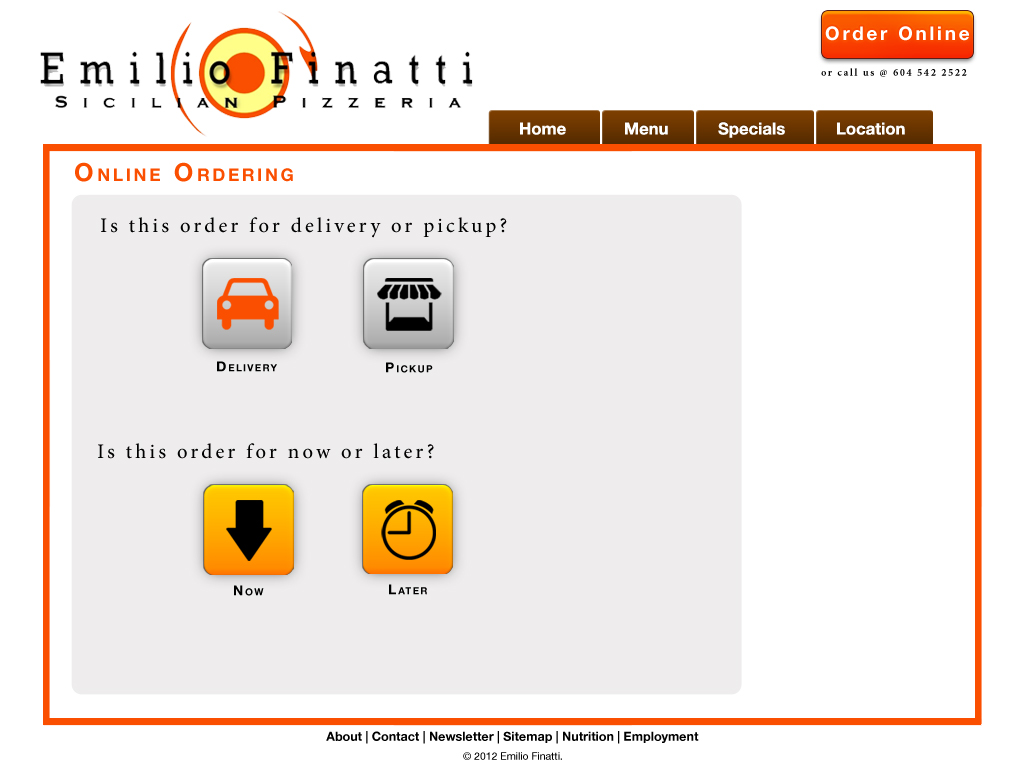 Emilio Finatti
Sicilian Pizzeria
Order Online
or call us @ 604 542 2522
Home Menu Specials Location
Online Ordering
Is this order for delivery or pickup?
Delivery Pickup
Is this order for now or later?
Now Later
About | Contact | Newsletter | Sitemap | Nutrition | Employment
© 2012 Emilio Finatti.